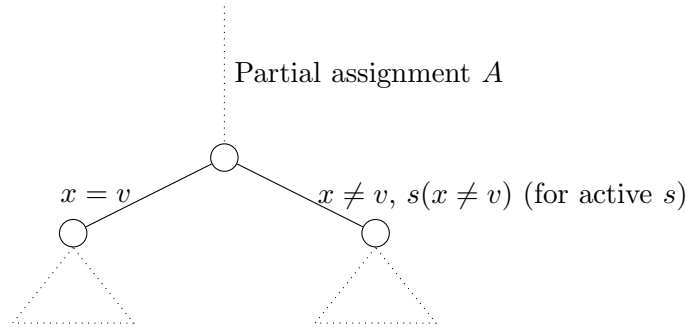 Partial assignment A
x = v
x ≠ v, s(x ≠ v) (for active s)